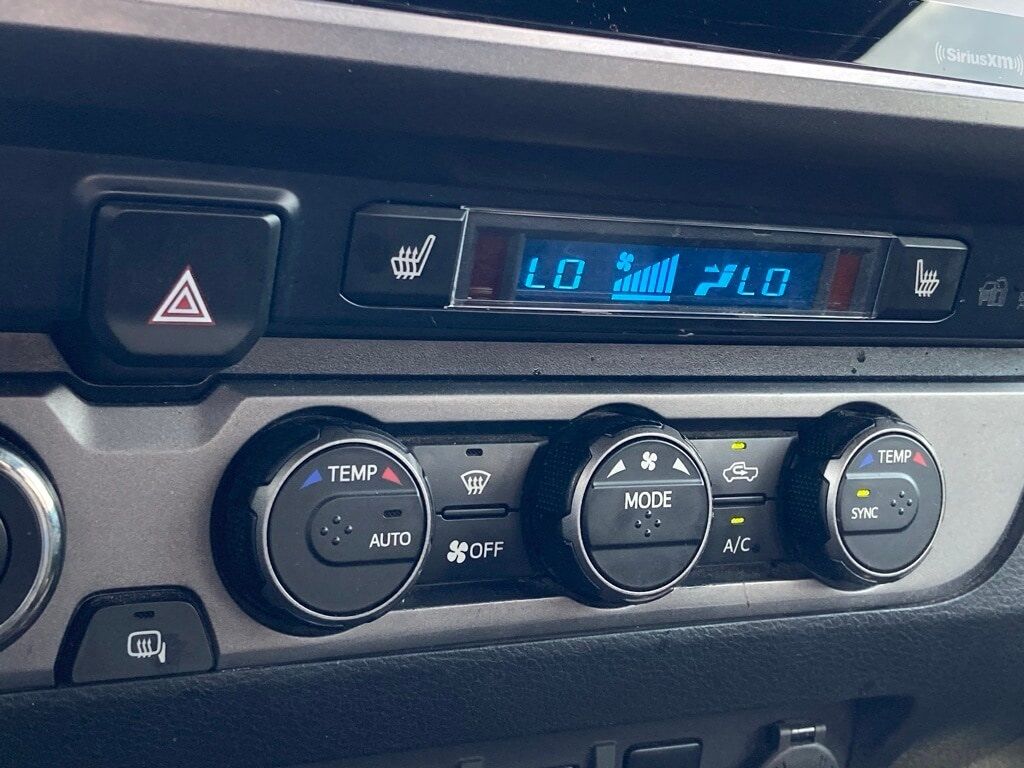 SiriusXM
LO LO
TEMP
AUTO
OFF
MODE
A/C
TEMP
SYNC